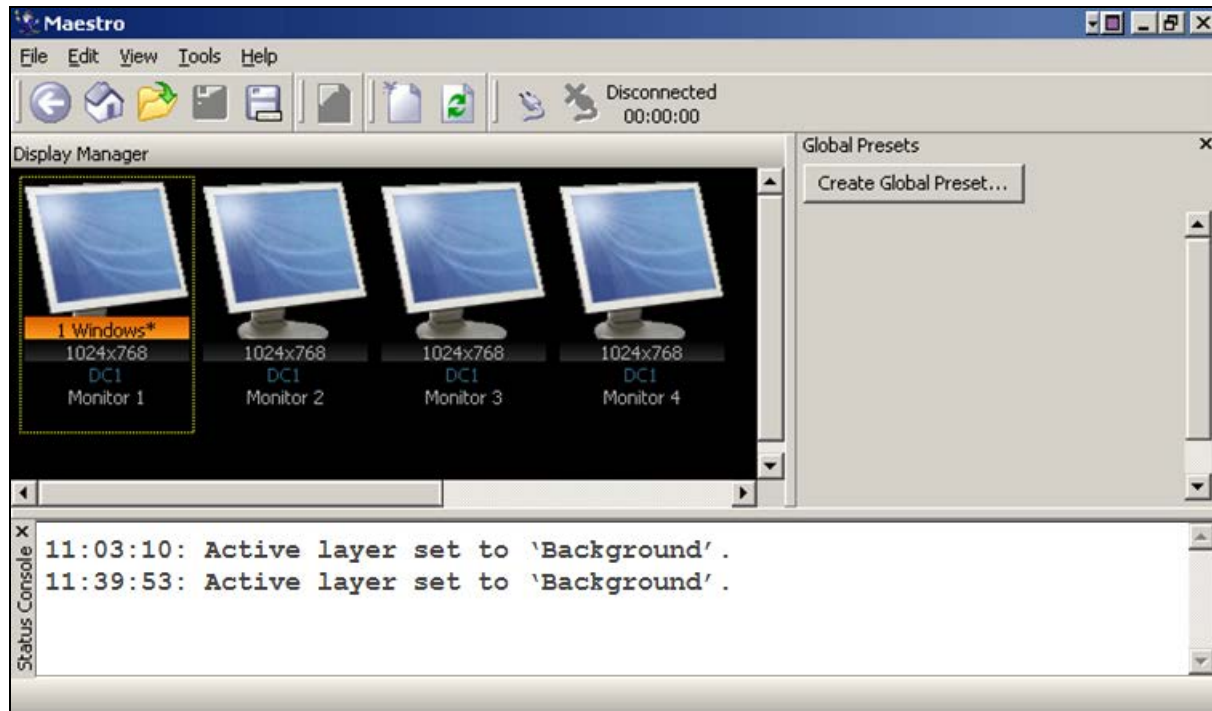 Maestro
File Edit View Tools Help
Disconnected
00:00:00
Display Manager
1 Windows*
1024x768
DC1
Monitor 1
1024x768
DC1
Monitor 2
1024x768
DC1
Monitor 3
1024x768
DC1
Monitor 4
Global Presets
Create Global Preset...
Status Console
11:03:10: Active layer set to ‛Background’.
11:39:53: Active layer set to ‛Background’.